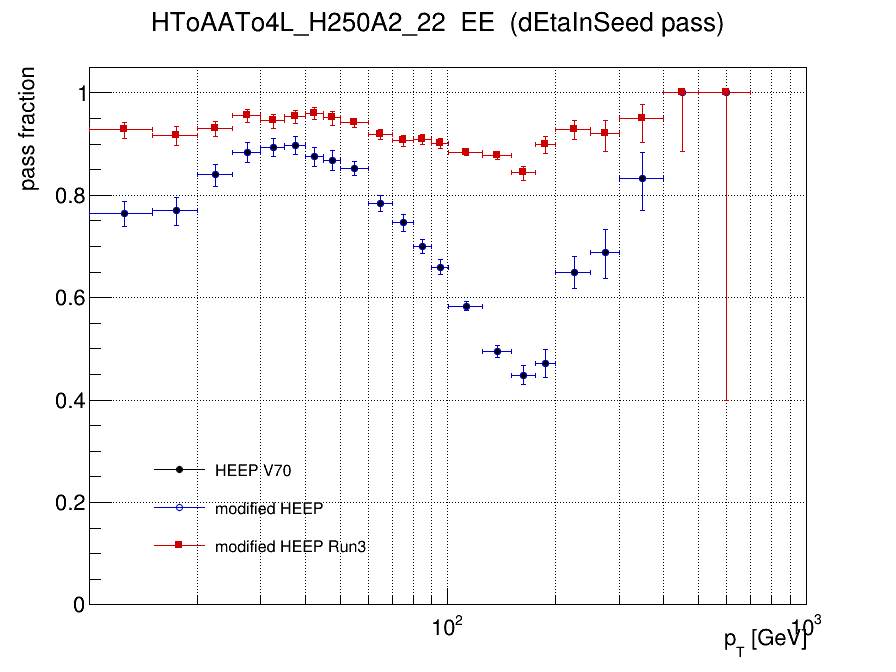 HToAATo4L_H250A2_22 EE (dEtaInSeed pass)
pass fraction
1
0.8
0.6
0.4
0.2
0
HEEP V70
modified HEEP
modified HEEP Run3
10²
10³
p_T [GeV]